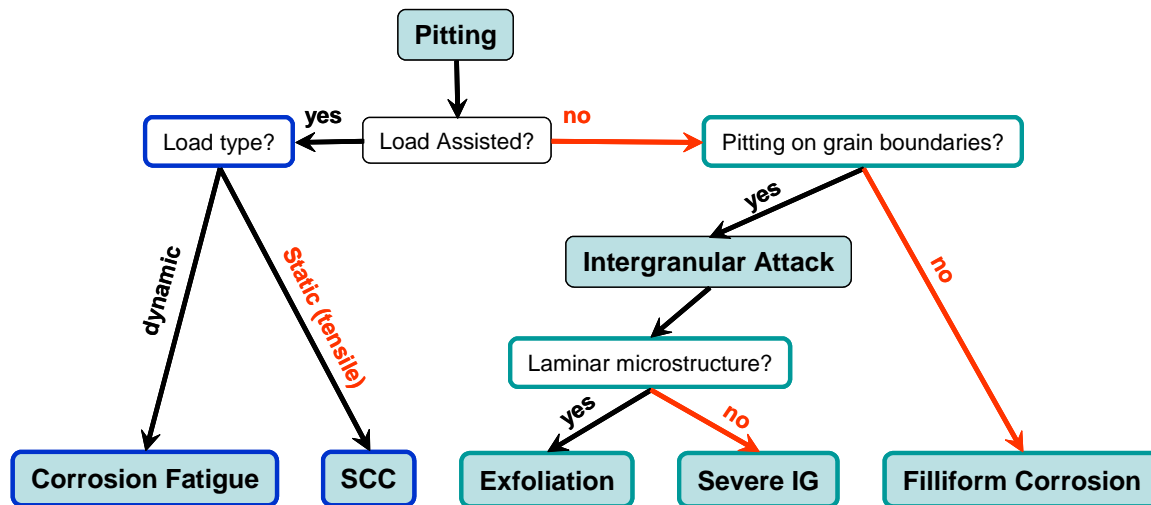 Pitting
yes
no
Load type?
Load Assisted?
Pitting on grain boundaries?
yes
Intergranular Attack
dynamic
Static (tensile)
no
Laminar microstructure?
yes
no
Corrosion Fatigue
SCC
Exfoliation
Severe IG
Filliform Corrosion